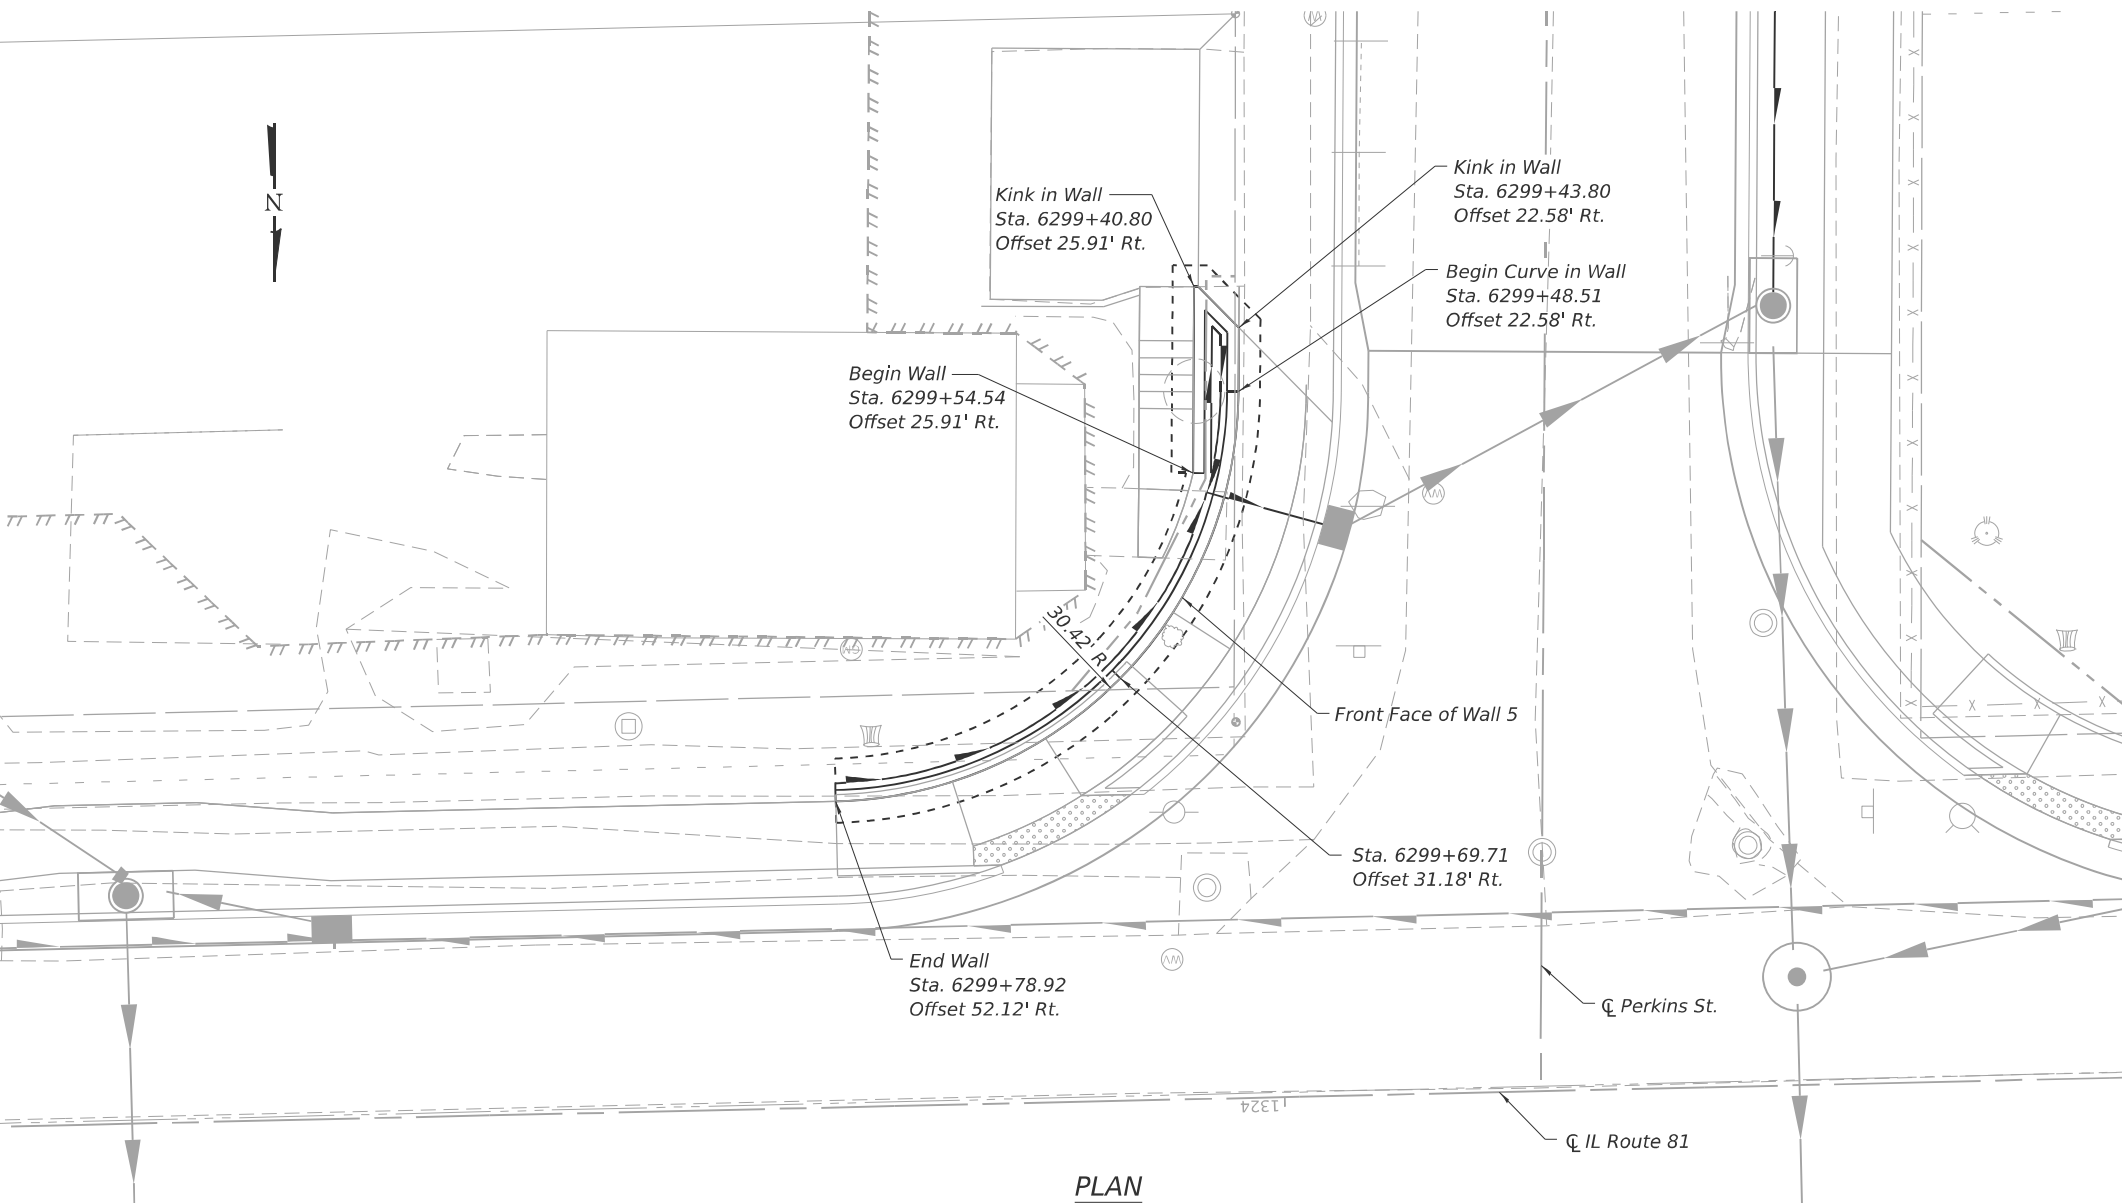 N
Kink in Wall
Sta. 6299+40.80
Offset 25.91' Rt.
Kink in Wall
Sta. 6299+43.80
Offset 22.58' Rt.
Begin Curve in Wall
Sta. 6299+48.51
Offset 22.58' Rt.
Begin Wall
Sta. 6299+54.54
Offset 25.91' Rt.
30.42' R.
Front Face of Wall 5
Sta. 6299+69.71
Offset 31.18' Rt.
End Wall
Sta. 6299+78.92
Offset 52.12' Rt.
℄ Perkins St.
1324
℄ IL Route 81
PLAN